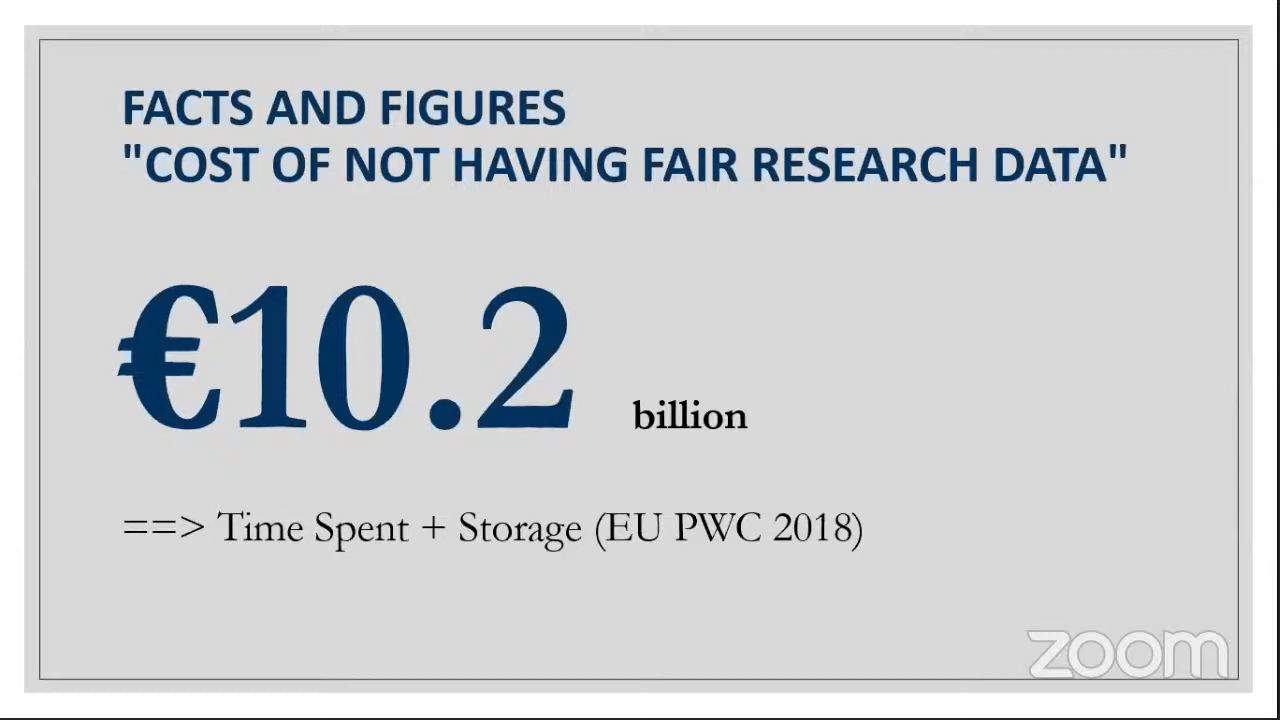 FACTS AND FIGURES
"COST OF NOT HAVING FAIR RESEARCH DATA"
€10.2 billion
==> Time Spent + Storage (EU PWC 2018)
zoom